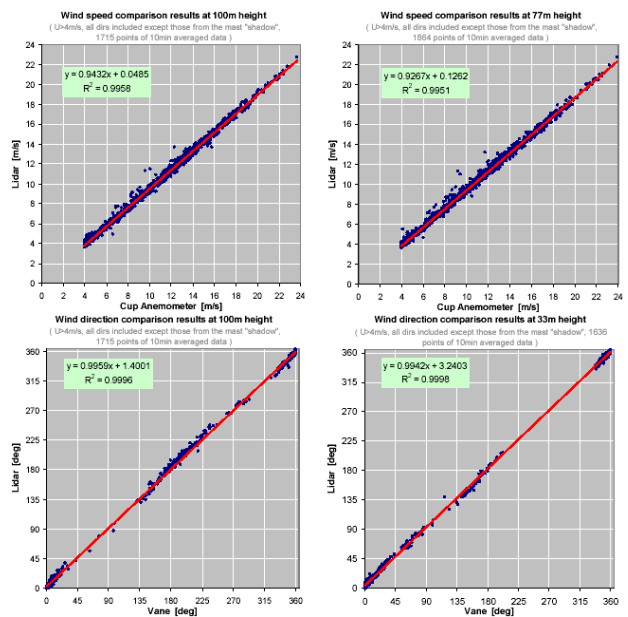 Wind speed comparison results at 100m height
( U>4m/s, all dirs included except those from the mast "shadow",
1715 points of 10min averaged data )
24
22
20
18
16
14
12
10
8
6
4
2
0
Lidar [m/s]
y = 0.9432x + 0.0485
R² = 0.9958
0 2 4 6 8 10 12 14 16 18 20 22 24
Cup Anemometer [m/s]
Wind speed comparison results at 77m height
( U>4m/s, all dirs included except those from the mast "shadow",
1864 points of 10min averaged data )
24
22
20
18
16
14
12
10
8
6
4
2
0
Lidar [m/s]
y = 0.9267x + 0.1262
R² = 0.9951
0 2 4 6 8 10 12 14 16 18 20 22 24
Cup Anemometer [m/s]
Wind direction comparison results at 100m height
( U>4m/s, all dirs included except those from the mast "shadow",
1715 points of 10min averaged data )
360
315
270
225
180
135
90
45
0
Lidar [deg]
y = 0.9959x + 1.4001
R² = 0.9996
0 45 90 135 180 225 270 315 360
Vane [deg]
Wind direction comparison results at 33m height
( U>4m/s, all dirs included except those from the mast "shadow", 1636
points of 10min averaged data )
360
315
270
225
180
135
90
45
0
Lidar [deg]
y = 0.9942x + 3.2403
R² = 0.9998
0 45 90 135 180 225 270 315 360
Vane [deg]